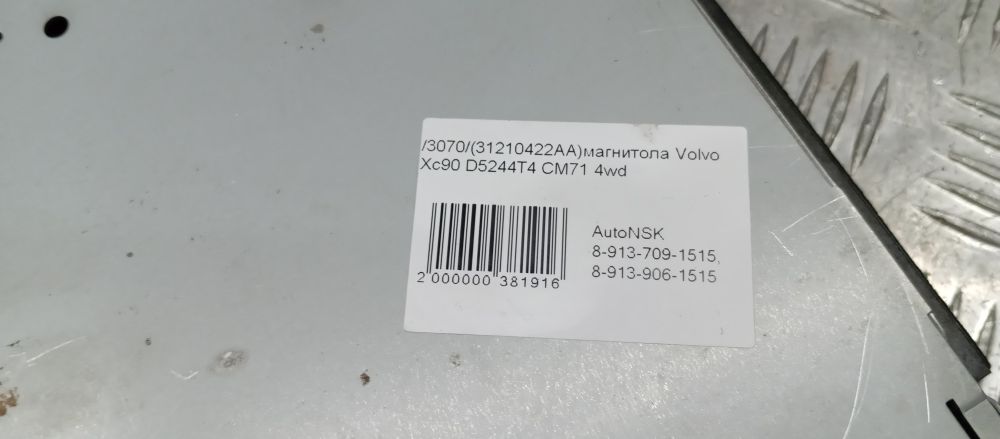 /3070/(31210422AA)магнитола Volvo
Xc90 D5244T4 CM71 4wd
AutoNSK
8-913-709-1515,
8-913-906-1515
2 000000 381916